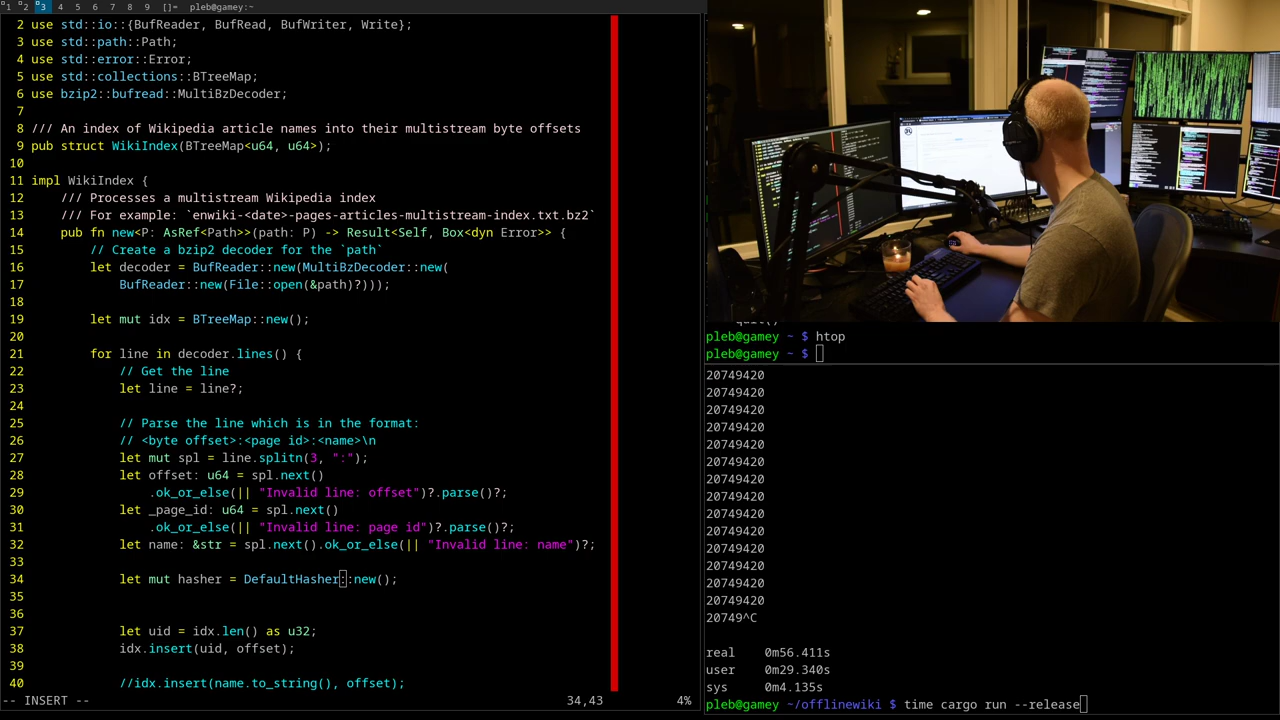 1 2 3 4 5 6 7 8 9 []= pleb@gamey:~
2 use std::io::{BufReader, BufRead, BufWriter, Write};
3 use std::path::Path;
4 use std::error::Error;
5 use std::collections::BTreeMap;
6 use bzip2::bufread::MultiBzDecoder;
7
8 /// An index of Wikipedia article names into their multistream byte offsets
9 pub struct WikiIndex(BTreeMap<u64, u64>);
10
11 impl WikiIndex {
12 /// Processes a multistream Wikipedia index
13 /// For example: `enwiki-<date>-pages-articles-multistream-index.txt.bz2`
14 pub fn new<P: AsRef<Path>>(path: P) -> Result<Self, Box<dyn Error>> {
15 // Create a bzip2 decoder for the `path`
16 let decoder = BufReader::new(MultiBzDecoder::new(
17 BufReader::new(File::open(&path)?)));
18
19 let mut idx = BTreeMap::new();
20
21 for line in decoder.lines() {
22 // Get the line
23 let line = line?;
24
25 // Parse the line which is in the format:
26 // <byte offset>:<page id>:<name>\n
27 let mut spl = line.splitn(3, ":");
28 let offset: u64 = spl.next()
29 .ok_or_else(|| "Invalid line: offset")?.parse()?;
30 let _page_id: u64 = spl.next()
31 .ok_or_else(|| "Invalid line: page id")?.parse()?;
32 let name: &str = spl.next().ok_or_else(|| "Invalid line: name")?;
33
34 let mut hasher = DefaultHasher::new();
35
36
37 let uid = idx.len() as u32;
38 idx.insert(uid, offset);
39
40 //idx.insert(name.to_string(), offset);
-- INSERT -- 34,43 4%
pleb@gamey ~ $ htop
pleb@gamey ~ $
20749420
20749420
20749420
20749420
20749420
20749420
20749420
20749420
20749420
20749420
20749420
20749420
20749420
20749420
20749^C
real 0m56.411s
user 0m29.340s
sys 0m4.135s
pleb@gamey ~/offlinewiki $ time cargo run --release